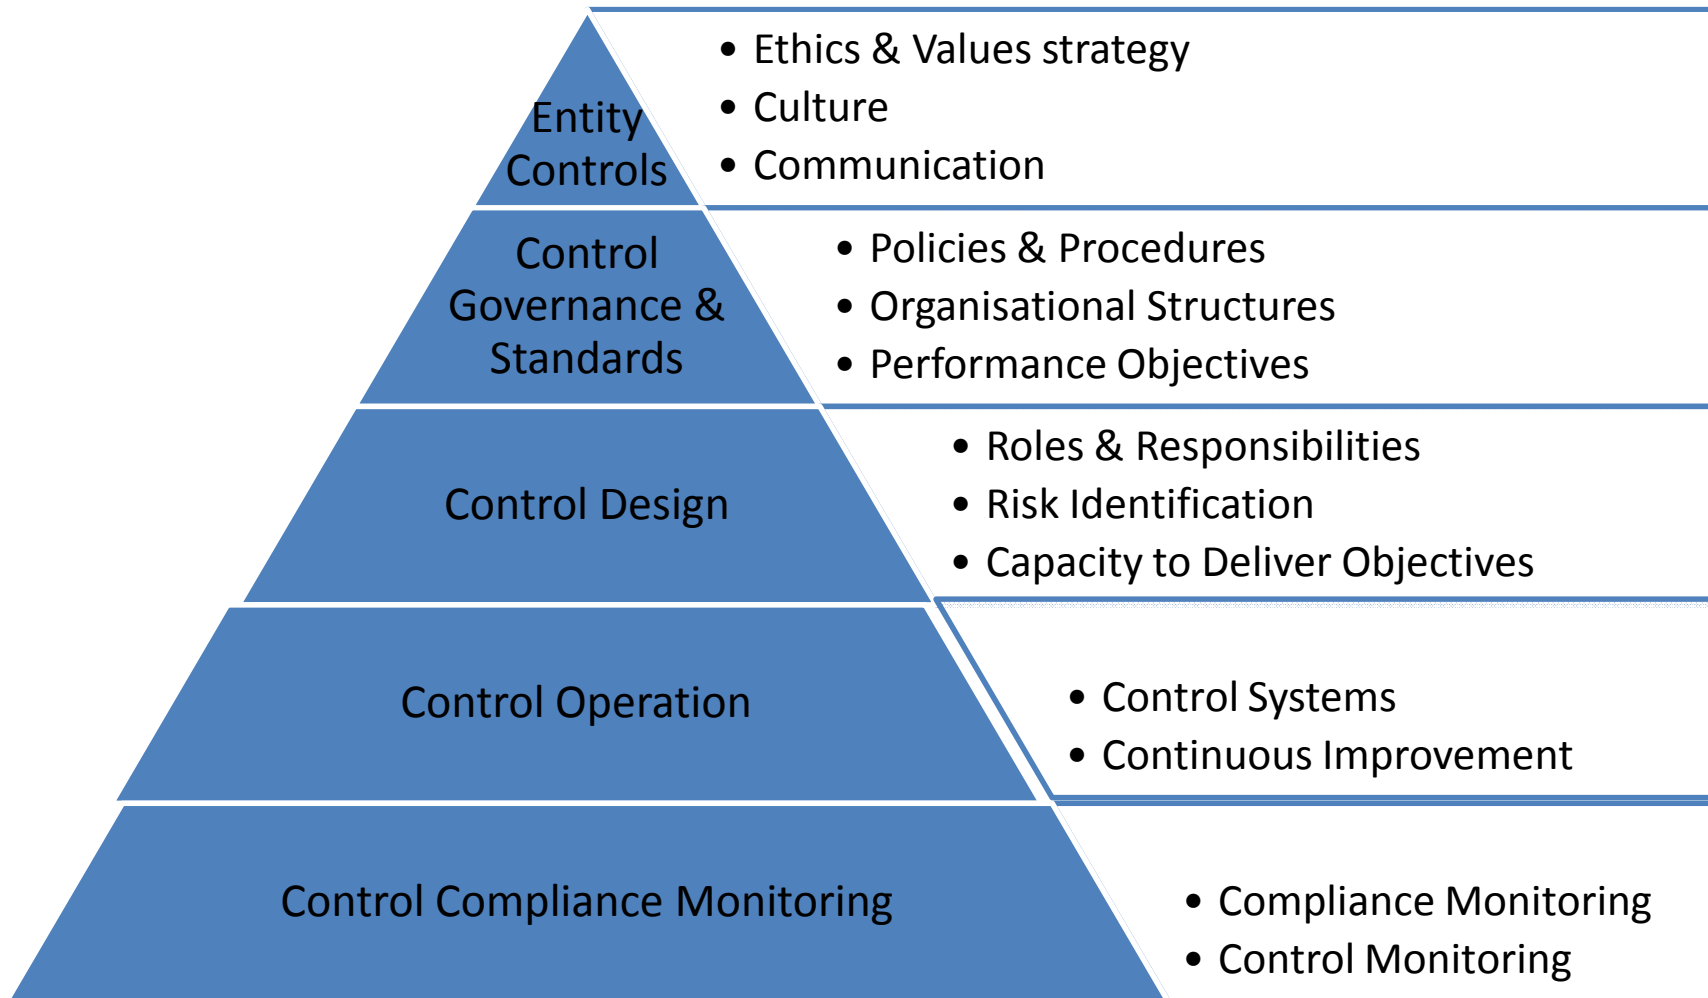 Entity
Controls
• Ethics & Values strategy
• Culture
• Communication
Control
Governance &
Standards
• Policies & Procedures
• Organisational Structures
• Performance Objectives
Control Design
• Roles & Responsibilities
• Risk Identification
• Capacity to Deliver Objectives
Control Operation
• Control Systems
• Continuous Improvement
Control Compliance Monitoring
• Compliance Monitoring
• Control Monitoring